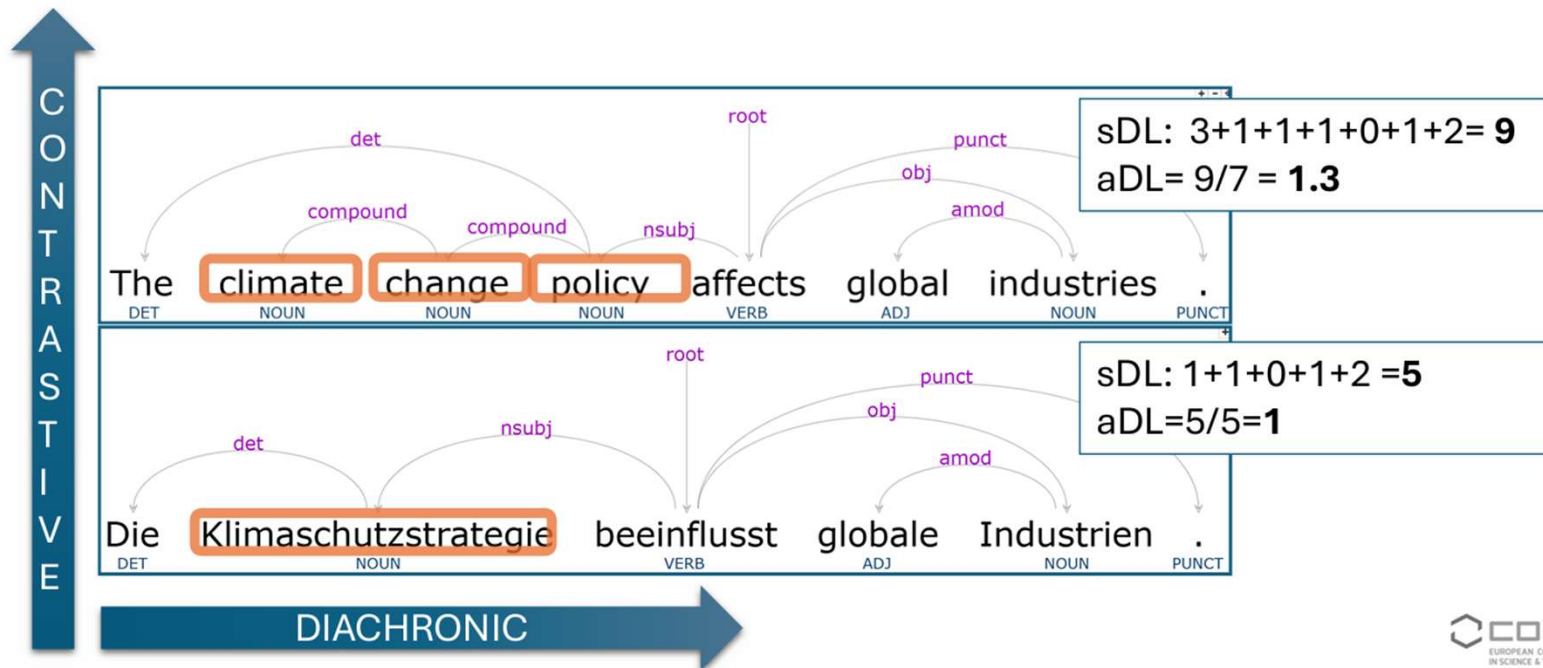 CONTRASTIVE
root
det
punct
obj
compound
compound
nsubj
amod
The climate change policy affects global industries .
DET NOUN NOUN NOUN VERB ADJ NOUN PUNCT
sDL: 3+1+1+1+0+1+2= 9
aDL= 9/7 = 1.3
root
punct
obj
nsubj
det
amod
Die Klimaschutzstrategie beeinflusst globale Industrien .
DET NOUN VERB ADJ NOUN PUNCT
sDL: 1+1+0+1+2 =5
aDL=5/5=1
DIACHRONIC
EUROPEAN
IN SCIENCE &